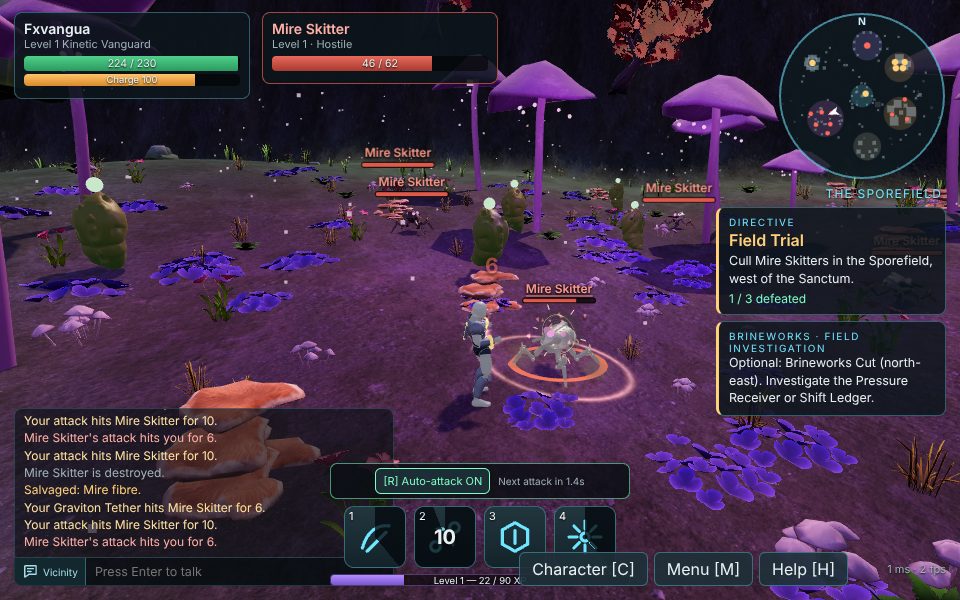 Fxvangua
Level 1 Kinetic Vanguard
224 / 230
Charge 100
Mire Skitter
Level 1 · Hostile
46 / 62
N
THE SPOREFIELD
Mire Skitter
Mire Skitter
Mire Skitter
Mire Skitter
DIRECTIVE
Field Trial
Cull Mire Skitters in the Sporefield,
west of the Sanctum.
1 / 3 defeated
6
Mire Skitter
BRINEWORKS · FIELD
INVESTIGATION
Optional: Brineworks Cut (north-
east). Investigate the Pressure
Receiver or Shift Ledger.
Your attack hits Mire Skitter for 10.
Mire Skitter's attack hits you for 6.
Your attack hits Mire Skitter for 10.
Mire Skitter is destroyed.
Salvaged: Mire fibre.
Your Graviton Tether hits Mire Skitter for 6.
Your attack hits Mire Skitter for 10.
Mire Skitter's attack hits you for 6.
Vicinity
Press Enter to talk
[R] Auto-attack ON
Next attack in 1.4s
1
2
10
3
4
Level 1 — 22 / 90 X
Character [C]
Menu [M]
Help [H]
1 ms · 2 fps